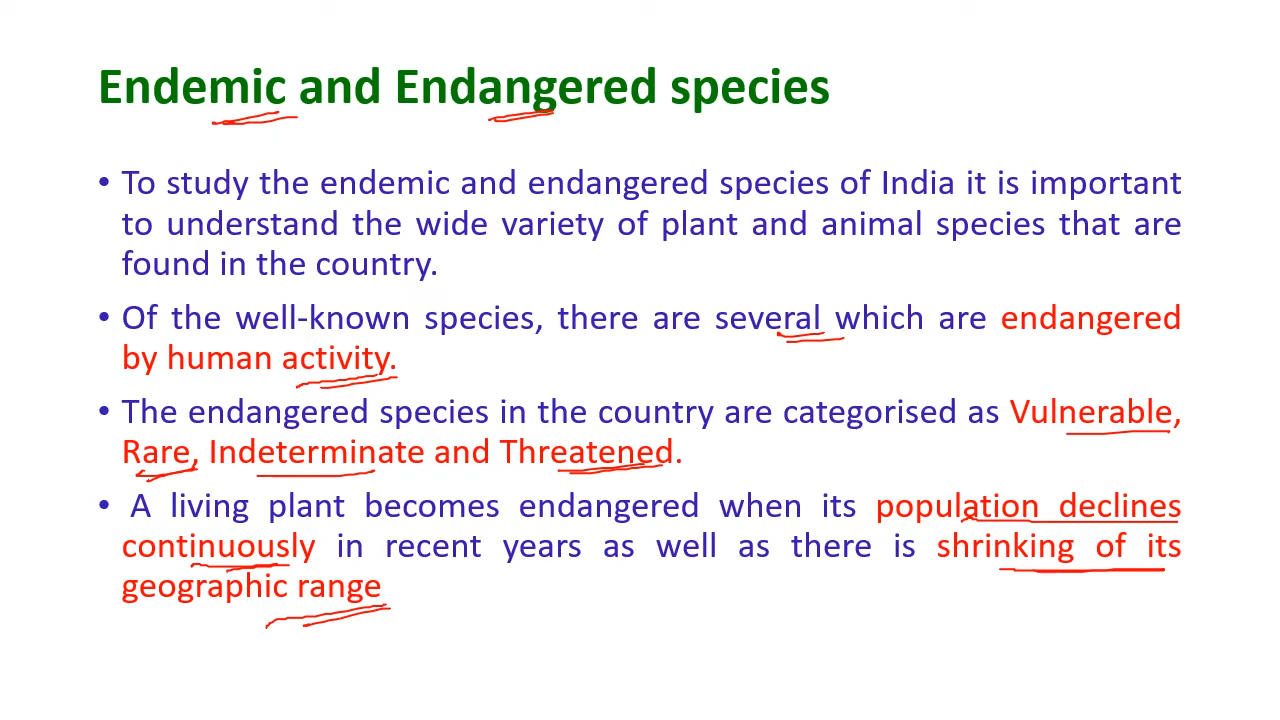 Endemic and Endangered species
• To study the endemic and endangered species of India it is important
to understand the wide variety of plant and animal species that are
found in the country.
• Of the well-known species, there are several which are endangered
by human activity.
• The endangered species in the country are categorised as Vulnerable,
Rare, Indeterminate and Threatened.
• A living plant becomes endangered when its population declines
continuously in recent years as well as there is shrinking of its
geographic range